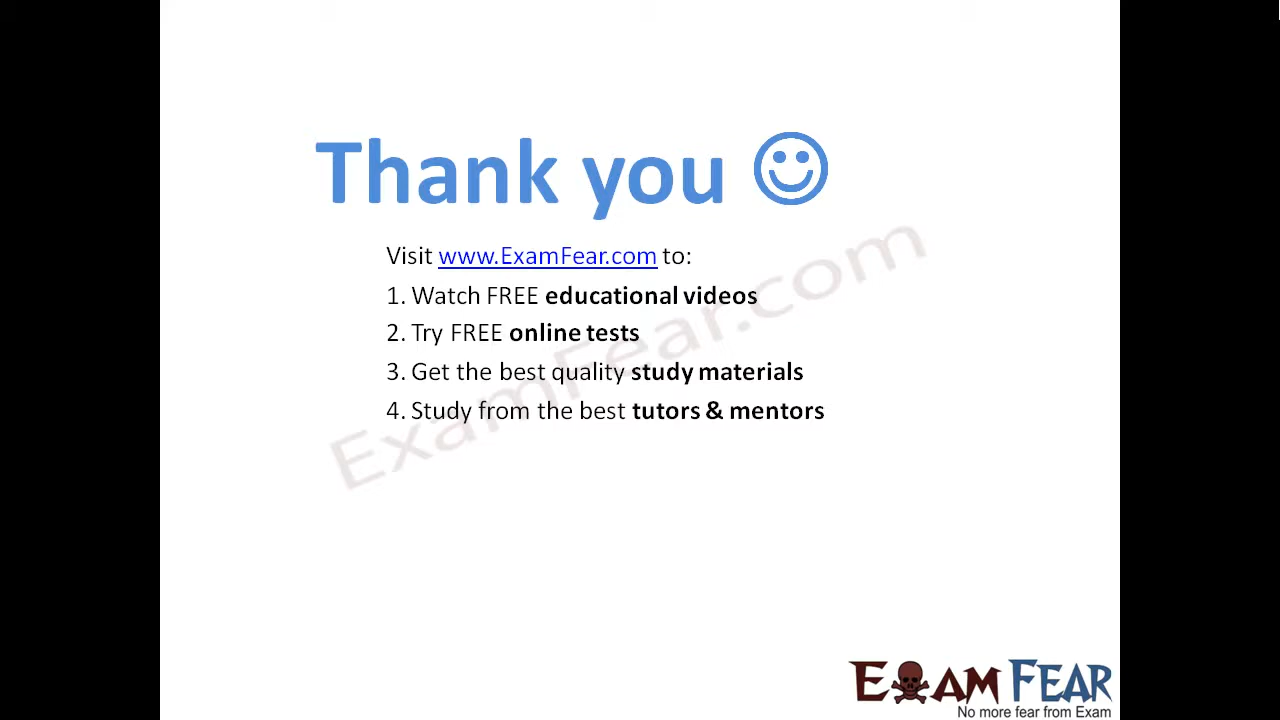 Thank you ☺
Visit www.ExamFear.com to:
1. Watch FREE educational videos
2. Try FREE online tests
3. Get the best quality study materials
4. Study from the best tutors & mentors
ExamFear.com
EXAM FEAR
No more fear from Exam